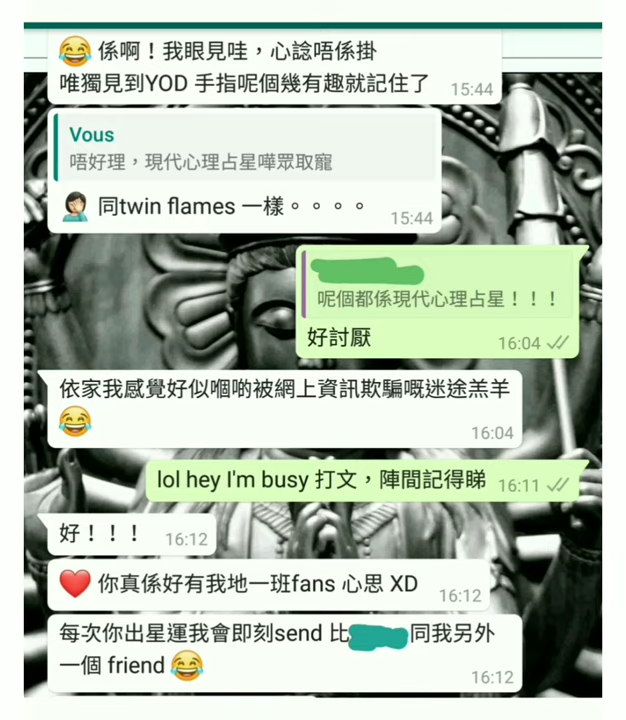 😂 係啊！我眼見哇，心諗唔係掛
唯獨見到YOD 手指呢個幾有趣就記住了 15:44
Vous
唔好理，現代心理占星嘩眾取寵
🤦🏻‍♀️ 同twin flames 一樣。。。。 15:44
呢個都係現代心理占星！！！
好討厭 16:04
依家我感覺好似嗰啲被網上資訊欺騙嘅迷途羔羊
😂 16:04
lol hey I'm busy 打文，陣間記得睇 16:11
好！！！ 16:12
❤️ 你真係好有我地一班fans 心思 XD 16:12
每次你出星運我會即刻send 比 同我另外
一個 friend 😂 16:12